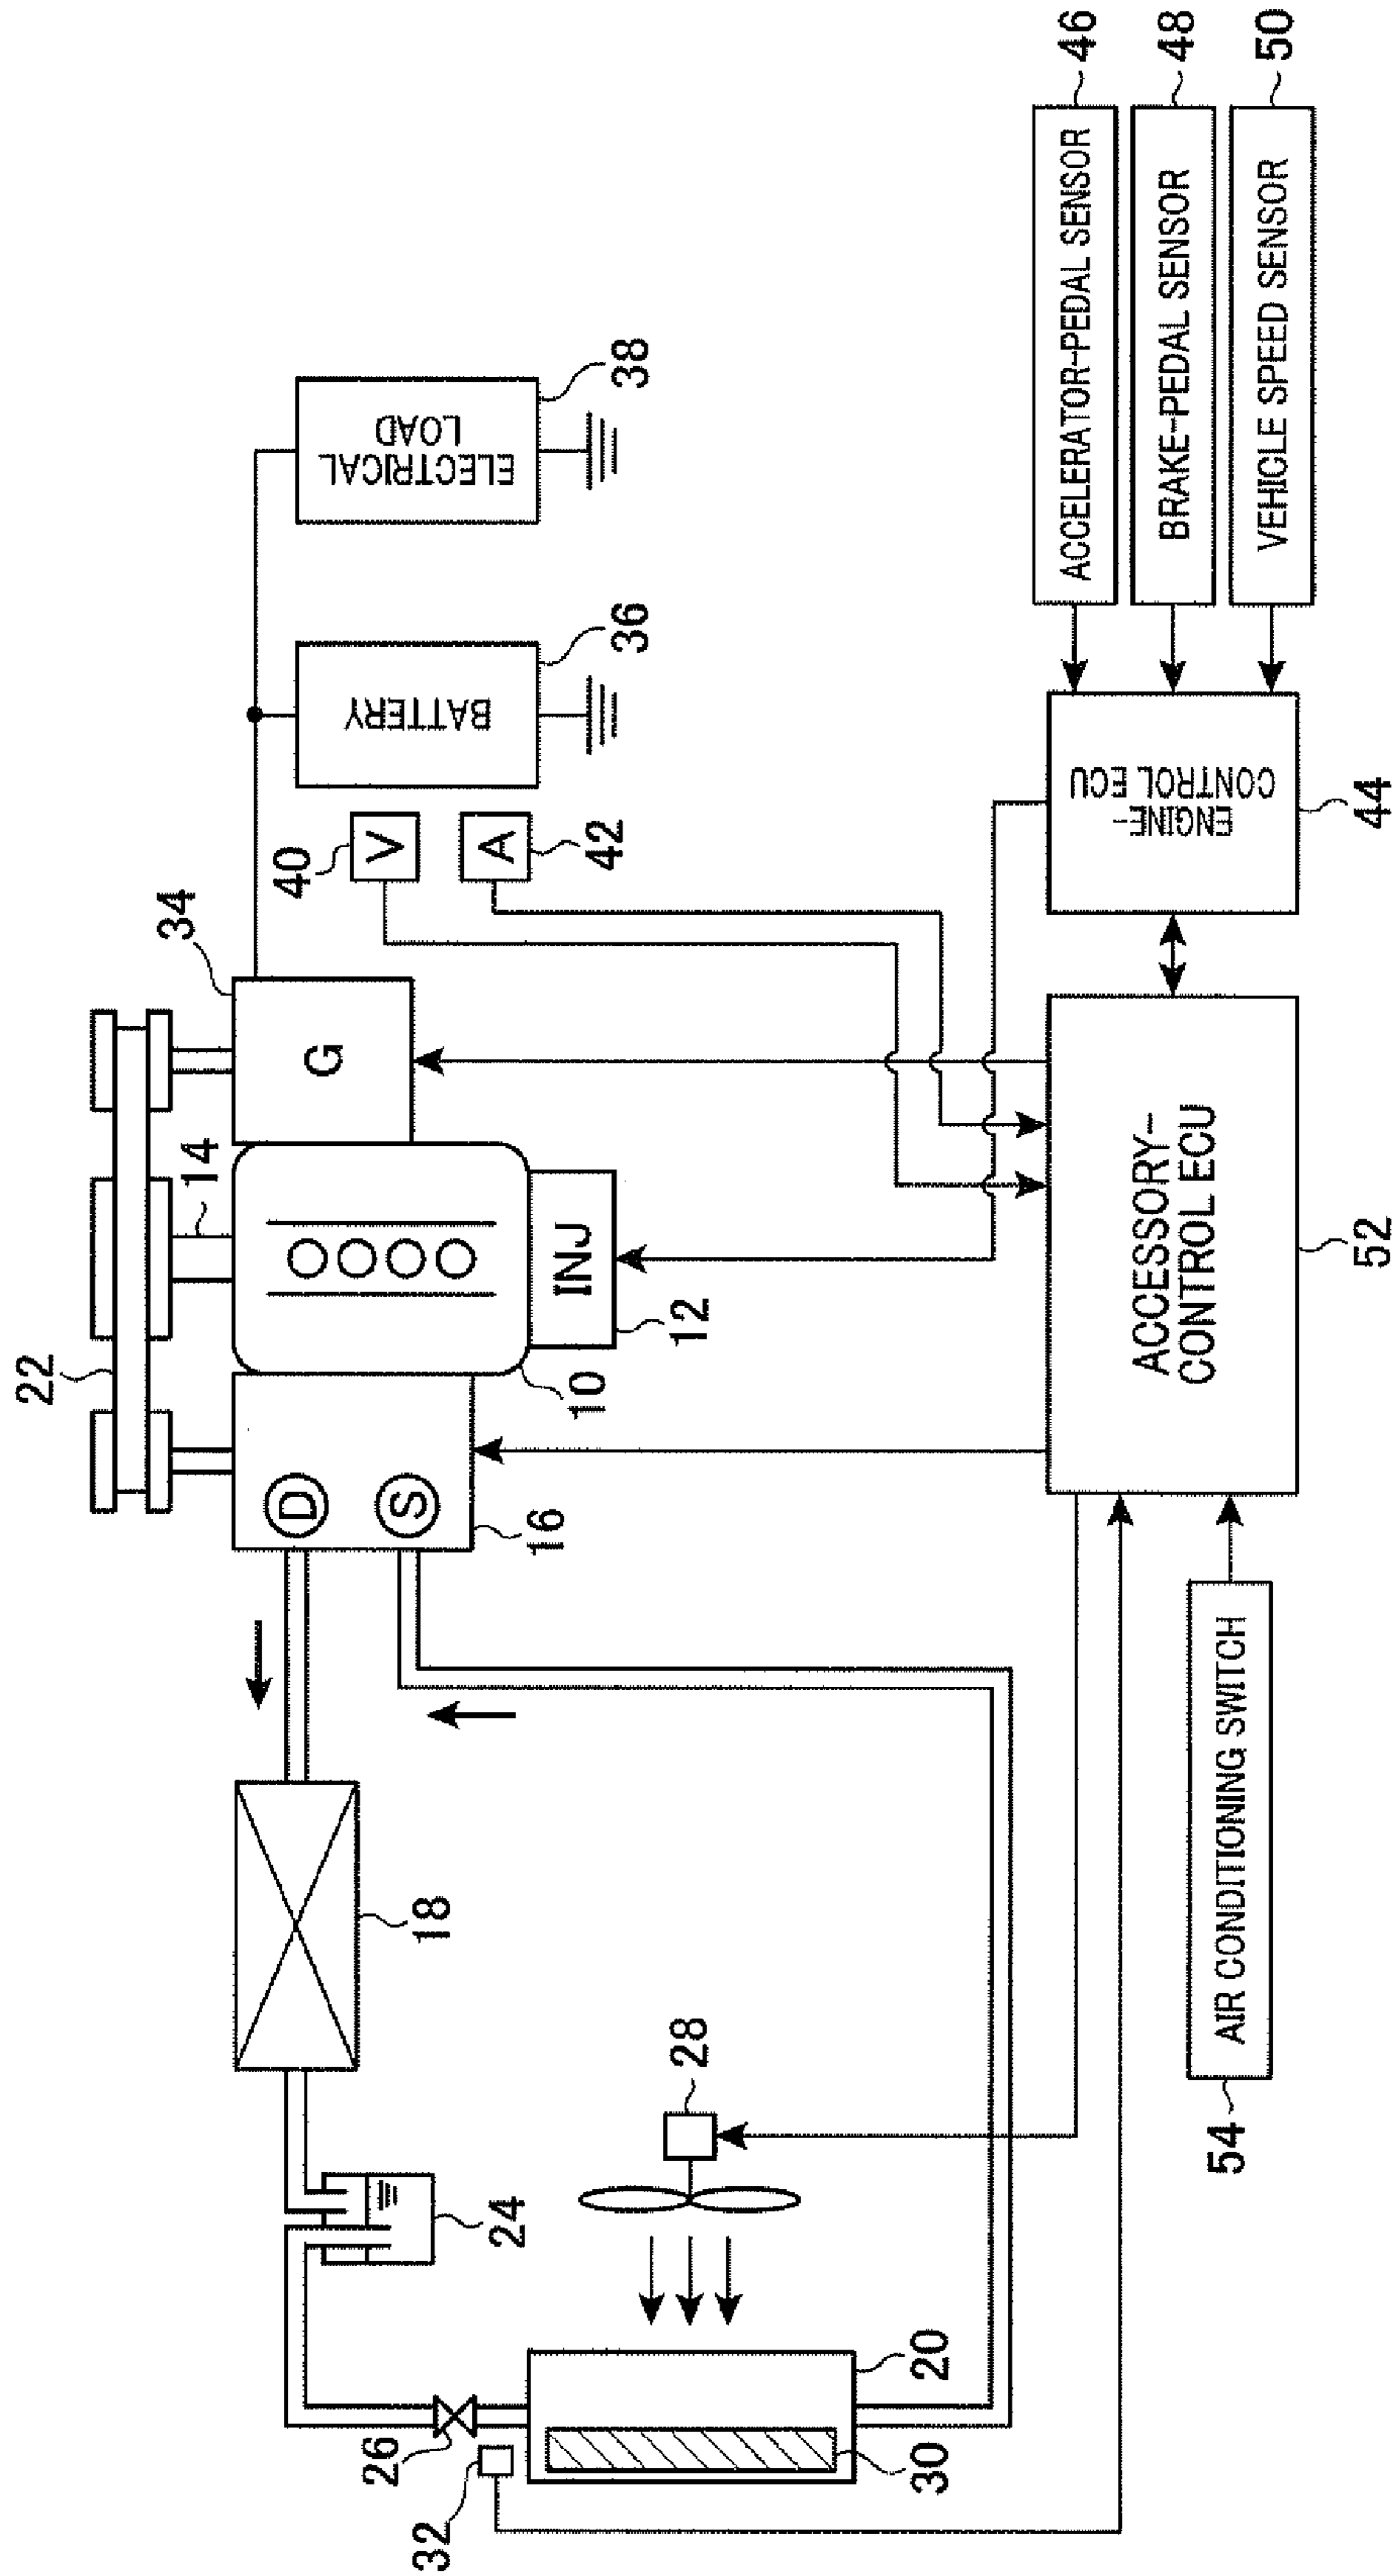 22
14
34
G
D
S
16
10
INJ
12
40
V
A
42
BATTERY
36
ELECTRICAL
LOAD
38
18
24
26
32
28
20
30
ACCESSORY-
CONTROL ECU
52
ENGINE-
CONTROL ECU
44
ACCELERATOR-PEDAL SENSOR
46
BRAKE-PEDAL SENSOR
48
VEHICLE SPEED SENSOR
50
AIR CONDITIONING SWITCH
54